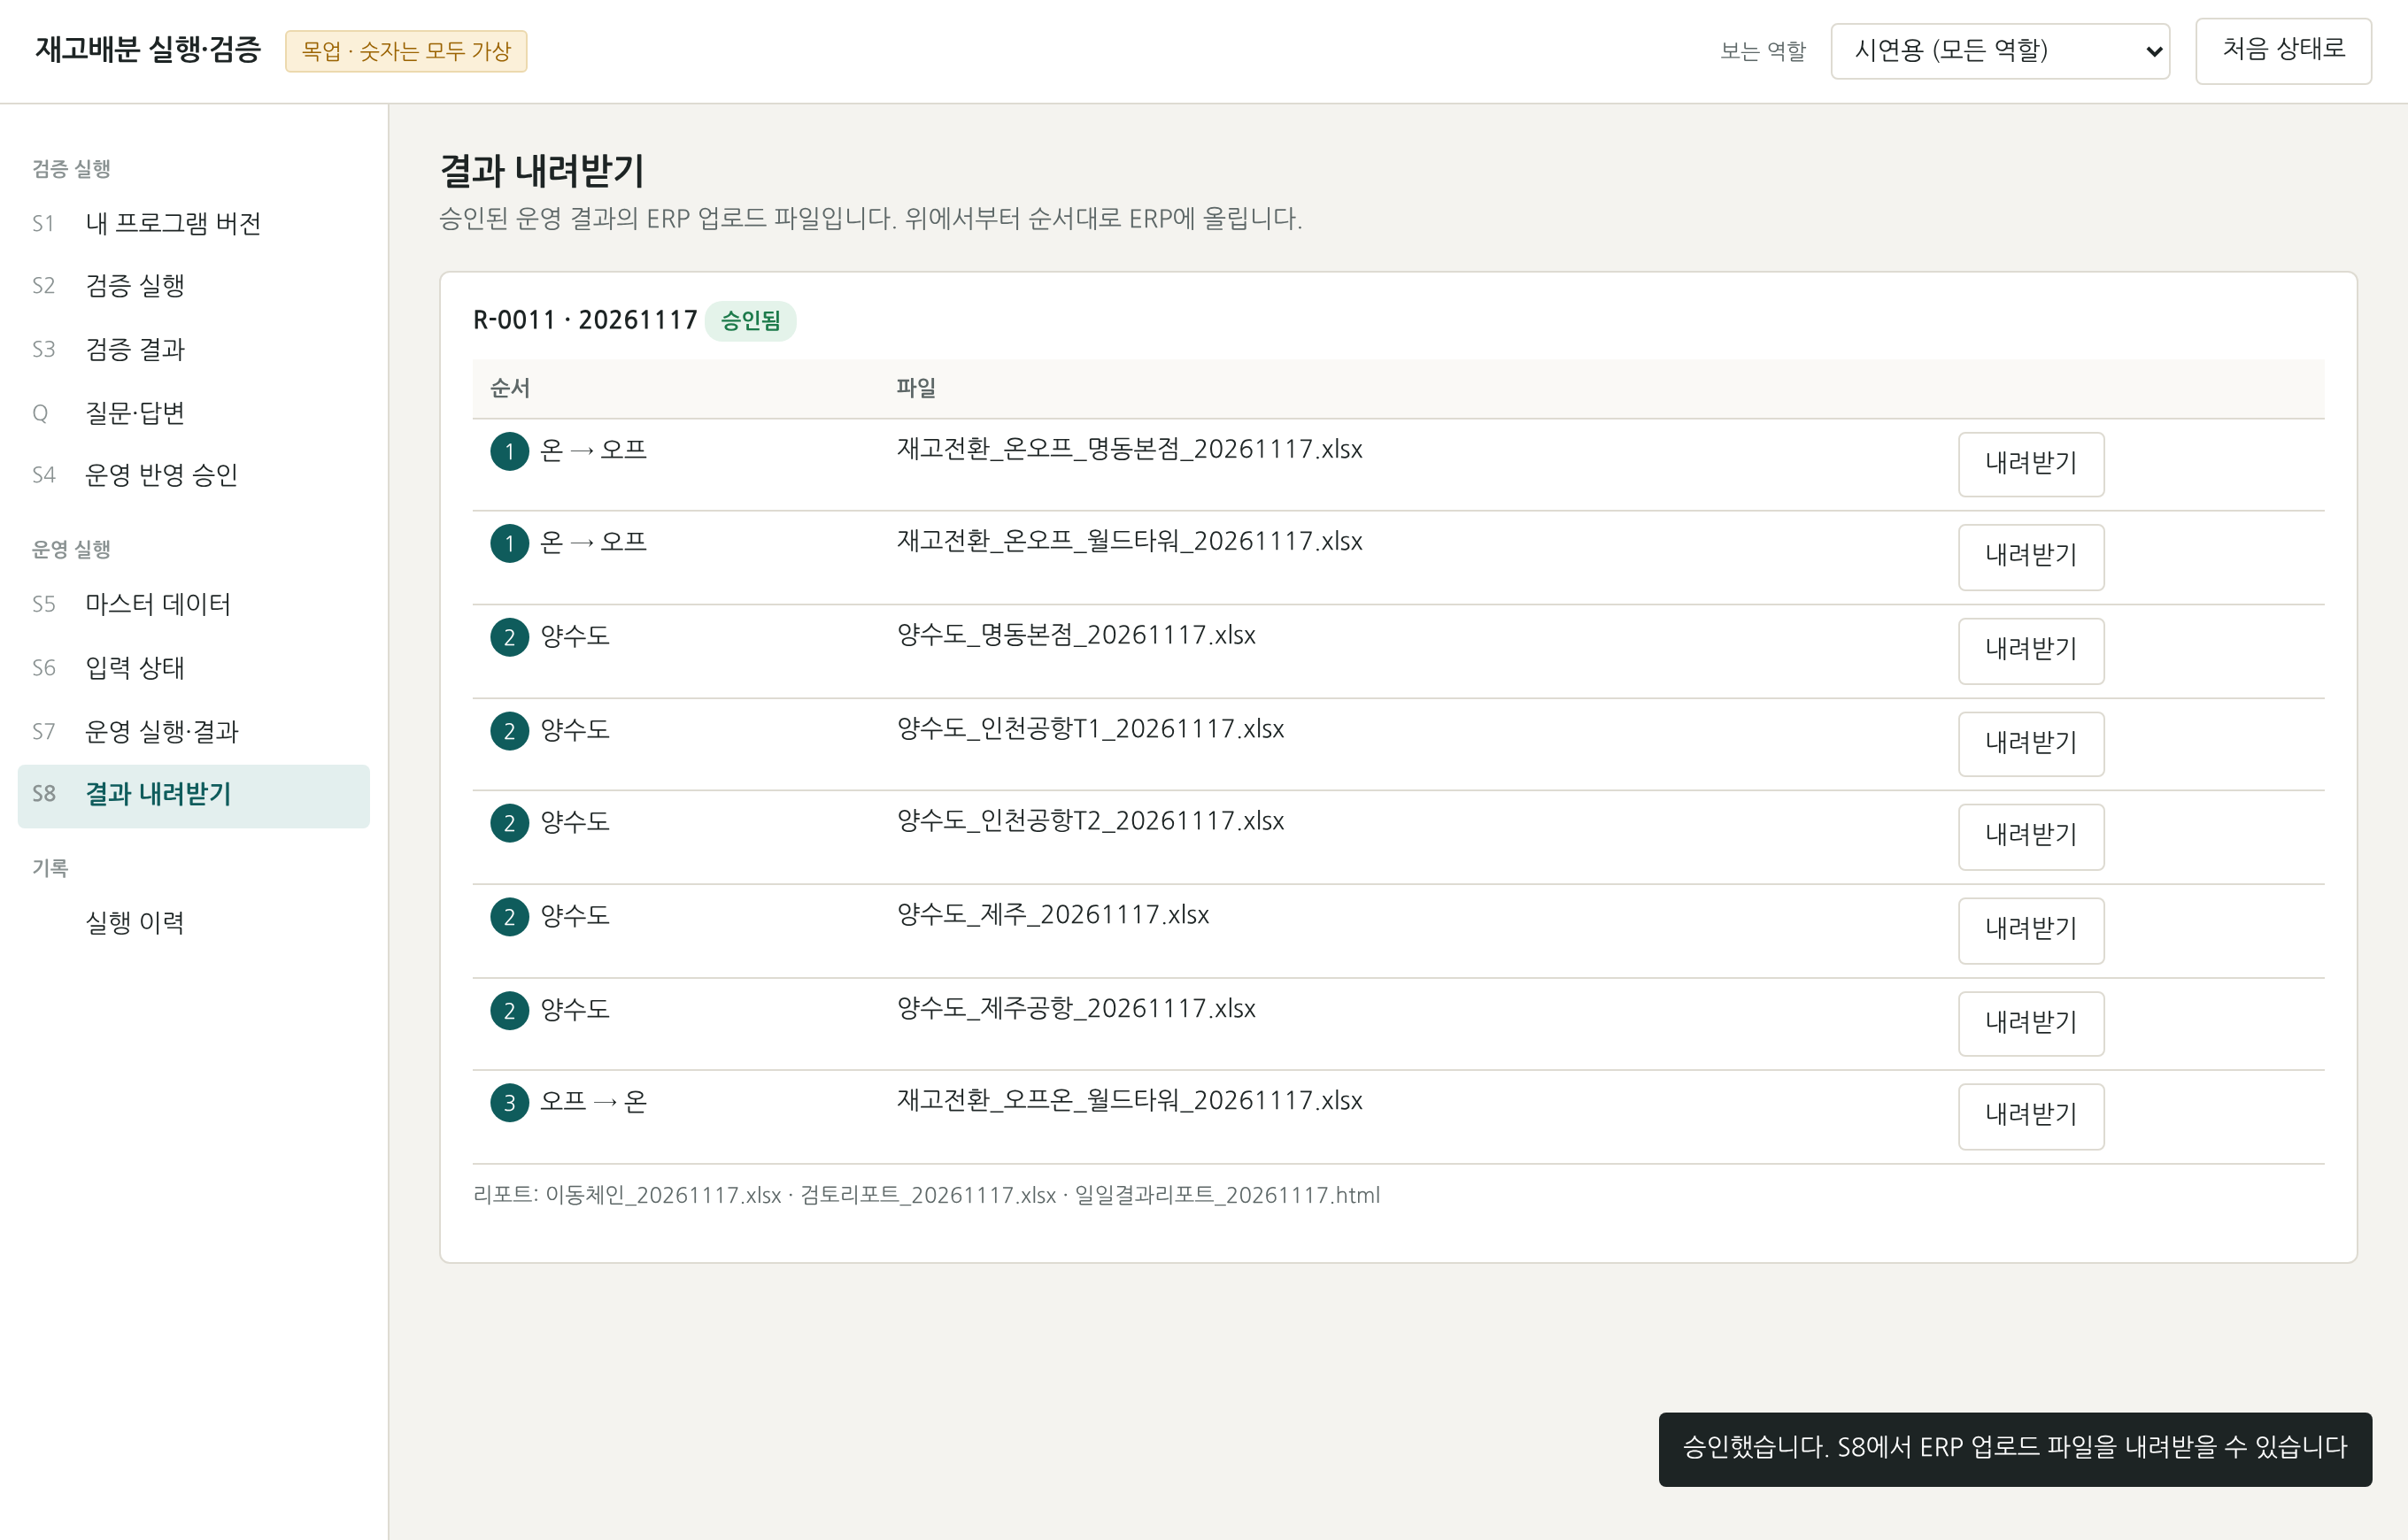 재고배분 실행·검증 목업 · 숫자는 모두 가상 보는 역할 시연용 (모든 역할) 처음 상태로
검증 실행
S1 내 프로그램 버전
S2 검증 실행
S3 검증 결과
Q 질문·답변
S4 운영 반영 승인
운영 실행
S5 마스터 데이터
S6 입력 상태
S7 운영 실행·결과
S8 결과 내려받기
기록
실행 이력
결과 내려받기
승인된 운영 결과의 ERP 업로드 파일입니다. 위에서부터 순서대로 ERP에 올립니다.
R-0011 · 20261117 승인됨
순서 파일
1 온 → 오프 재고전환_온오프_명동본점_20261117.xlsx 내려받기
1 온 → 오프 재고전환_온오프_월드타워_20261117.xlsx 내려받기
2 양수도 양수도_명동본점_20261117.xlsx 내려받기
2 양수도 양수도_인천공항T1_20261117.xlsx 내려받기
2 양수도 양수도_인천공항T2_20261117.xlsx 내려받기
2 양수도 양수도_제주_20261117.xlsx 내려받기
2 양수도 양수도_제주공항_20261117.xlsx 내려받기
3 오프 → 온 재고전환_오프온_월드타워_20261117.xlsx 내려받기
리포트: 이동체인_20261117.xlsx · 검토리포트_20261117.xlsx · 일일결과리포트_20261117.html
승인했습니다. S8에서 ERP 업로드 파일을 내려받을 수 있습니다